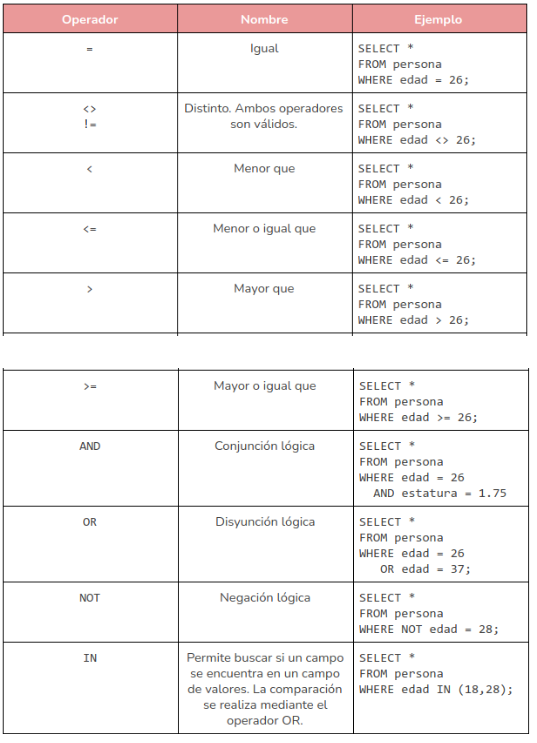 Operador Nombre Ejemplo
= Igual SELECT *
FROM persona
WHERE edad = 26;
<> Distinto. Ambos operadores SELECT *
!= son válidos. FROM persona
WHERE edad <> 26;
< Menor que SELECT *
FROM persona
WHERE edad < 26;
<= Menor o igual que SELECT *
FROM persona
WHERE edad <= 26;
> Mayor que SELECT *
FROM persona
WHERE edad > 26;
>= Mayor o igual que SELECT *
FROM persona
WHERE edad >= 26;
AND Conjunción lógica SELECT *
FROM persona
WHERE edad = 26
AND estatura = 1.75
OR Disyunción lógica SELECT *
FROM persona
WHERE edad = 26
OR edad = 37;
NOT Negación lógica SELECT *
FROM persona
WHERE NOT edad = 28;
IN Permite buscar si un campo SELECT *
se encuentra en un campo FROM persona
de valores. La comparación WHERE edad IN (18,28);
se realiza mediante el
operador OR.